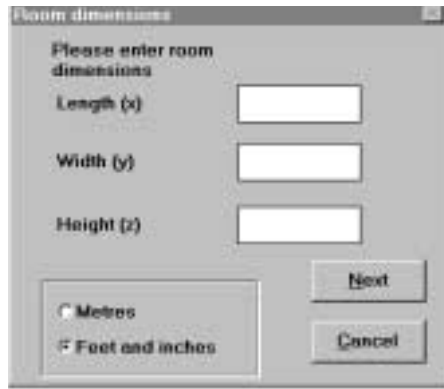 Room dimensions
Please enter room
dimensions
Length (x)
Width (y)
Height (z)
Next
Metres
Feet and inches
Cancel